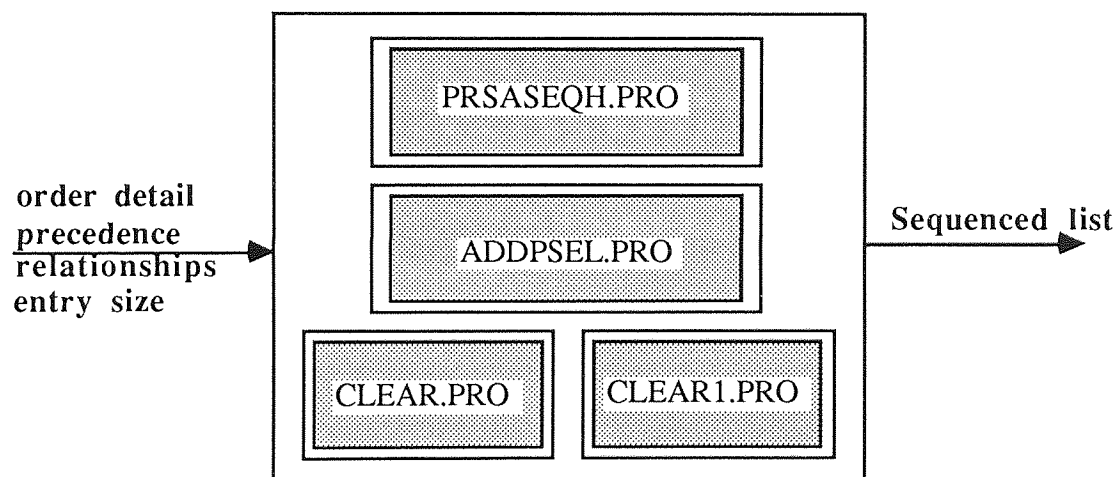 PRSASEQH.PRO
order detail
precedence
relationships
entry size
ADDPSEL.PRO
Sequenced list
CLEAR.PRO
CLEAR1.PRO